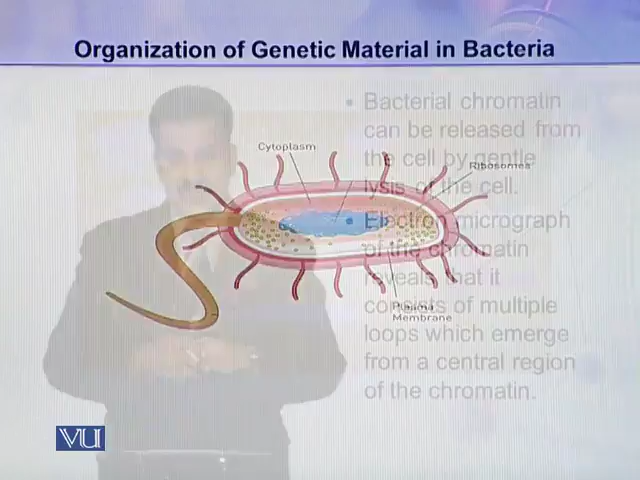 Organization of Genetic Material in Bacteria
• Bacterial chromatin
can be released from
the cell by gentle
lysis of the cell.
• Electron micrograph
of the chromatin
reveals that it
consists of multiple
loops which emerge
from a central region
of the chromatin.
Cytoplasm
Ribosomes
Plasma
Membrane
VU